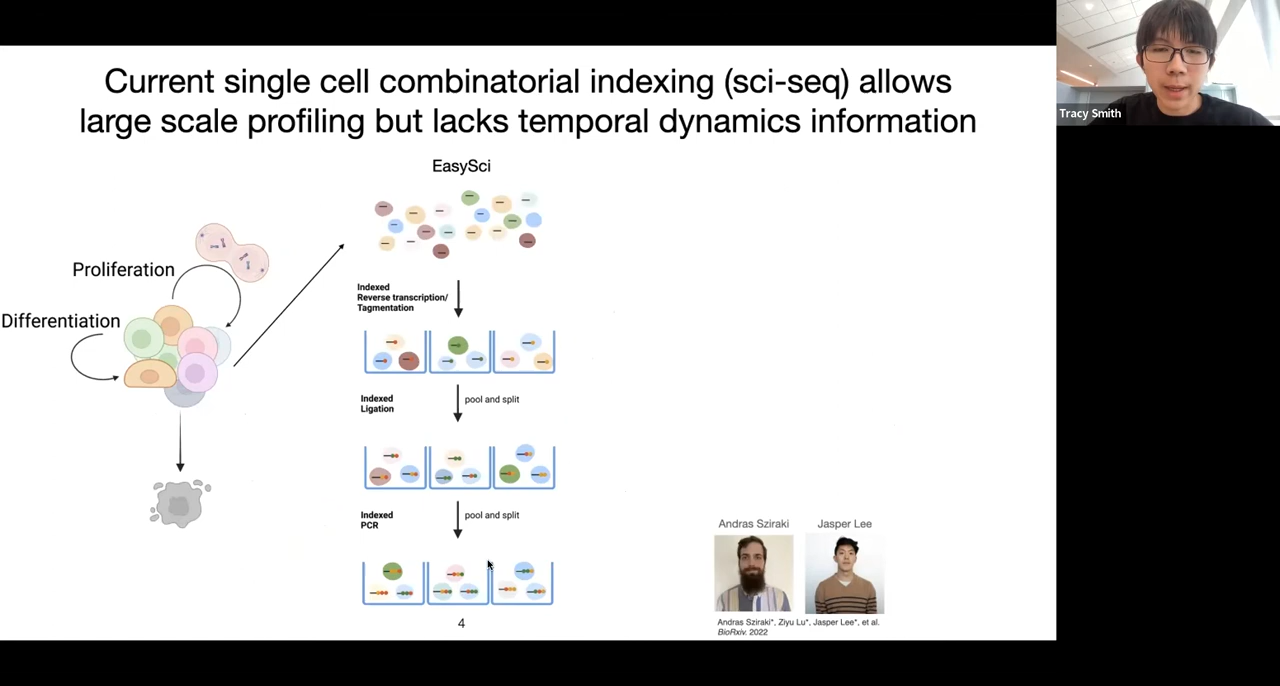 Current single cell combinatorial indexing (sci-seq) allows
large scale profiling but lacks temporal dynamics information
Tracy Smith
EasySci
Proliferation
Differentiation
Indexed
Reverse transcription/
Tagmentation
Indexed
Ligation
pool and split
Indexed
PCR
pool and split
Andras Sziraki
Jasper Lee
Andras Sziraki*, Ziyu Lu*, Jasper Lee*, et al.
BioRxiv. 2022
4